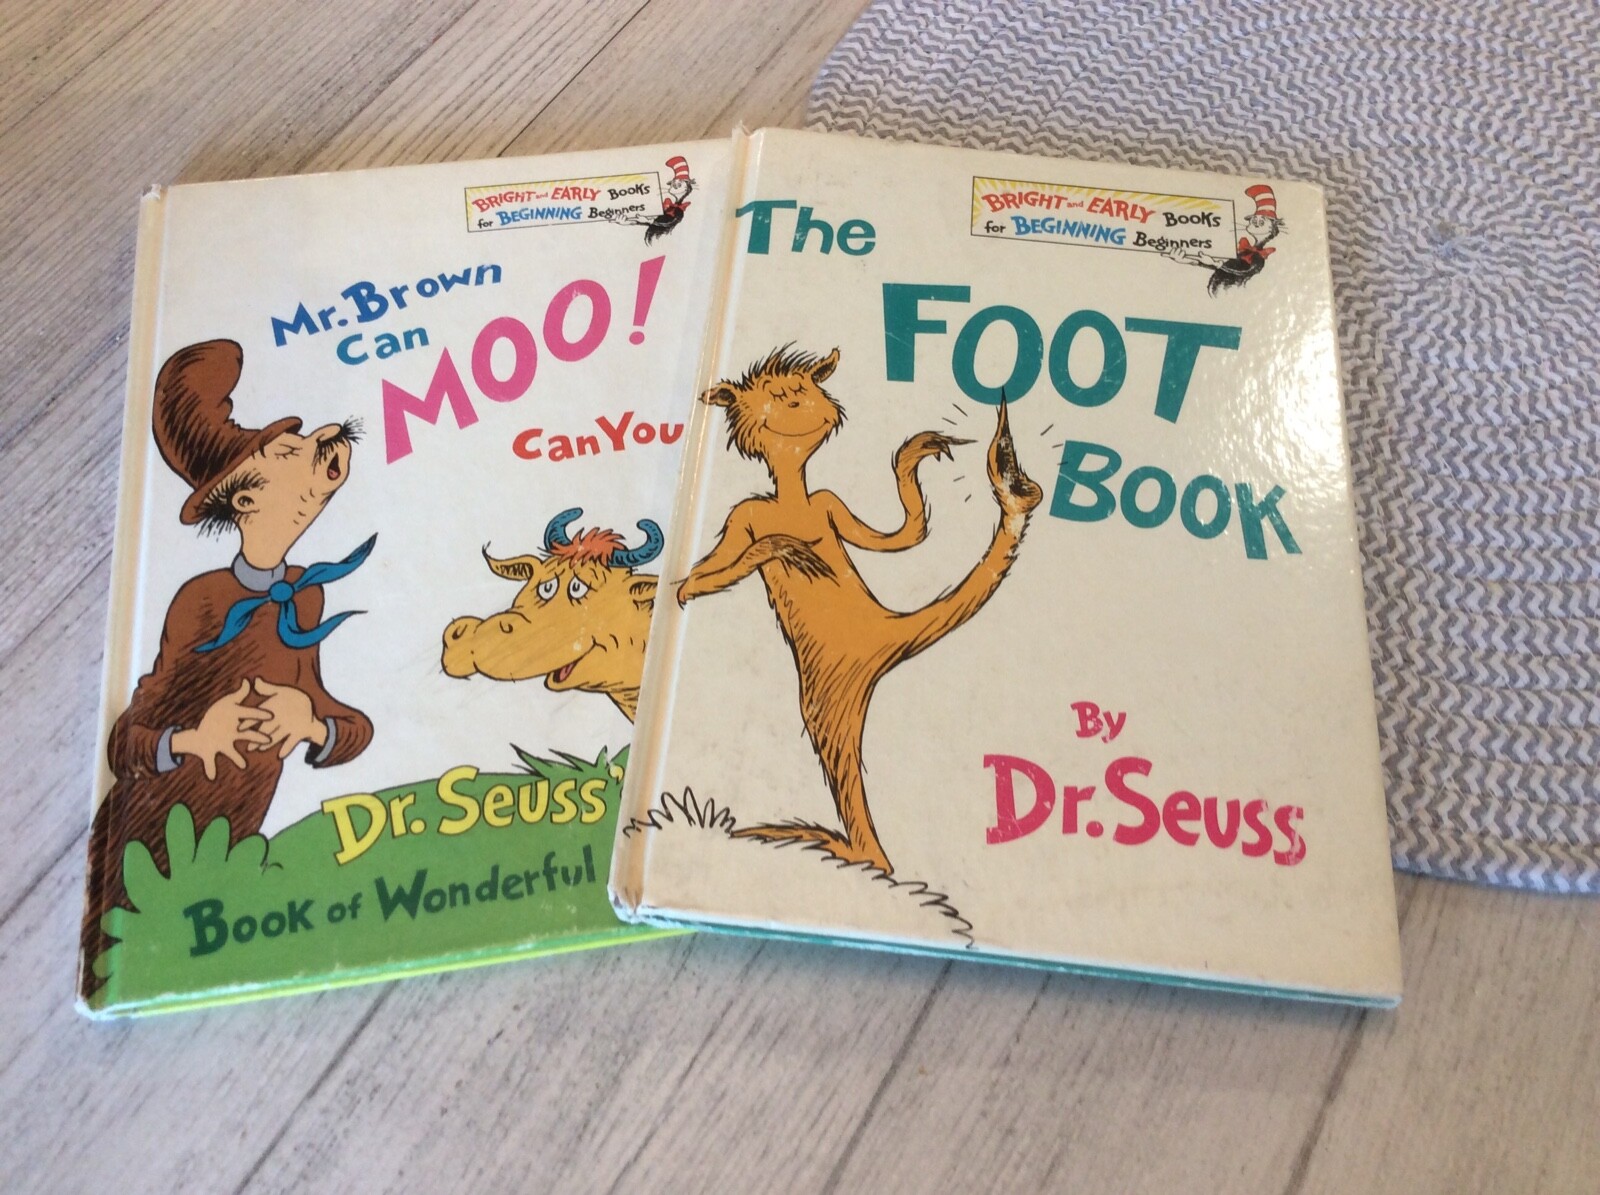 BRIGHT and EARLY Books
for BEGINNING Beginners
Mr. Brown
Can
MOO!
Can You
Dr. Seuss'
Book of Wonderful
BRIGHT and EARLY Books
for BEGINNING Beginners
The
FOOT
BOOK
By
Dr. Seuss